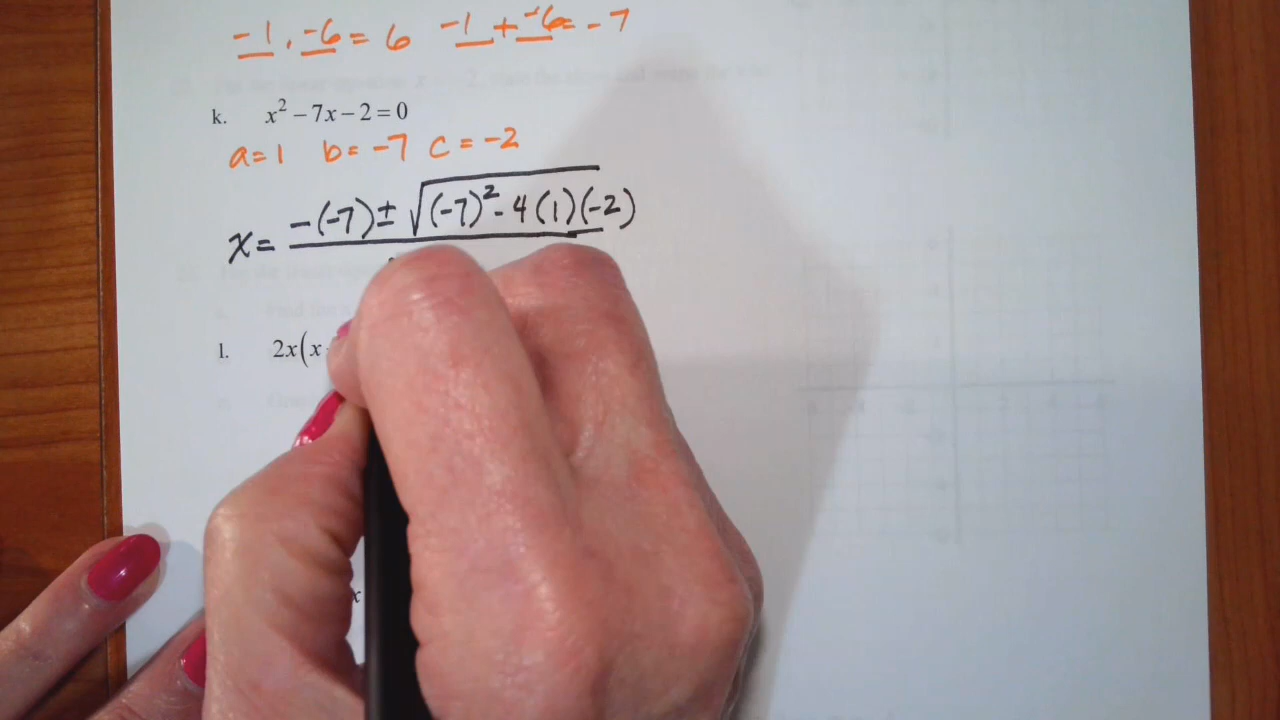 -1 . -6 = 6 -1 + -6 = -7
k. x² − 7x − 2 = 0
a=1 b= -7 c = -2
x = -(-7) ± √(-7)² - 4(1)(-2)
l. 2x(x
x